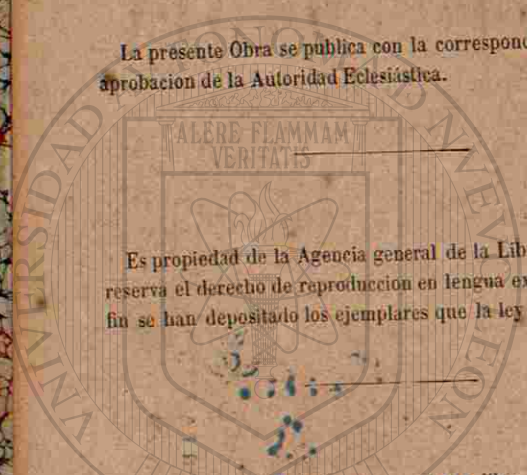 La presente Obra se publica con la correspond
aprobacion de la Autoridad Eclesiástica.
ALERE FLAMMAM
VERITATIS
Es propiedad de la Agencia general de la Lib
reserva el derecho de reproduccion en lengua es
fin se han depositado los ejemplares que la ley